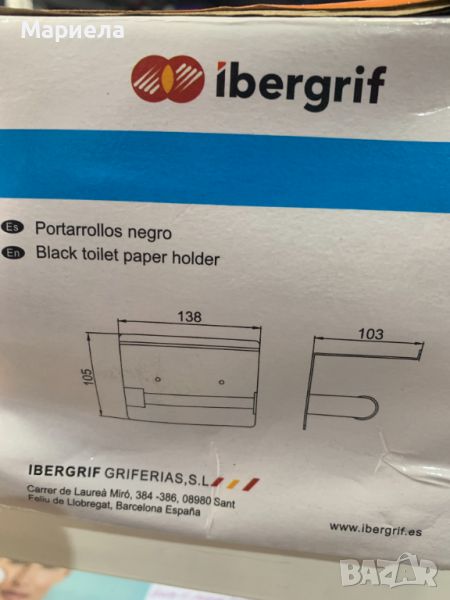 Мариела
ibergrif
Es Portarrollos negro
En Black toilet paper holder
138
103
105
IBERGRIF GRIFERIAS,S.L
Carrer de Laureà Miró, 384 -386, 08980 Sant
Feliu de Llobregat, Barcelona España
www.ibergrif.es
bazar